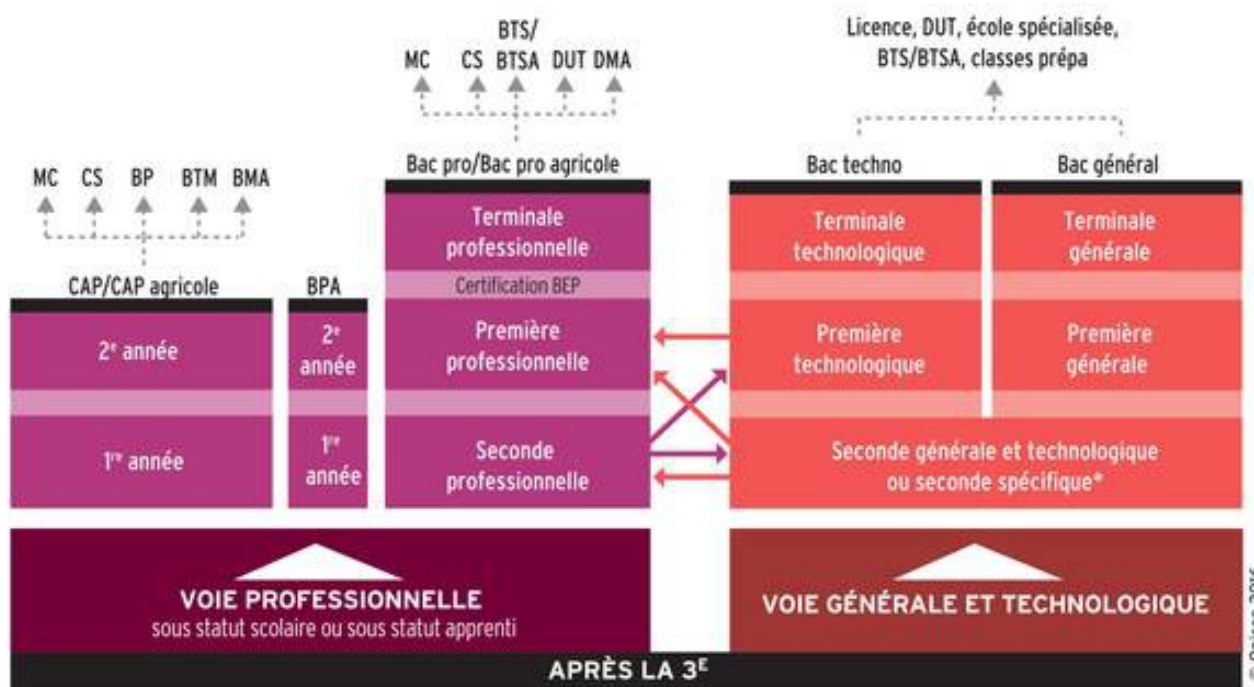 BTS/
MC CS BTSA DUT DMA
Licence, DUT, école spécialisée,
BTS/BTSA, classes prépa
MC CS BP BTM BMA
Bac pro/Bac pro agricole
Bac techno
Bac général
Terminale
professionnelle
Terminale
technologique
Terminale
générale
Certification BEP
CAP/CAP agricole
BPA
2e année
2e
année
Première
professionnelle
Première
technologique
Première
générale
1re année
1re
année
Seconde
professionnelle
Seconde générale et technologique
ou seconde spécifique*
VOIE PROFESSIONNELLE
sous statut scolaire ou sous statut apprenti
VOIE GÉNÉRALE ET TECHNOLOGIQUE
APRÈS LA 3E
2016